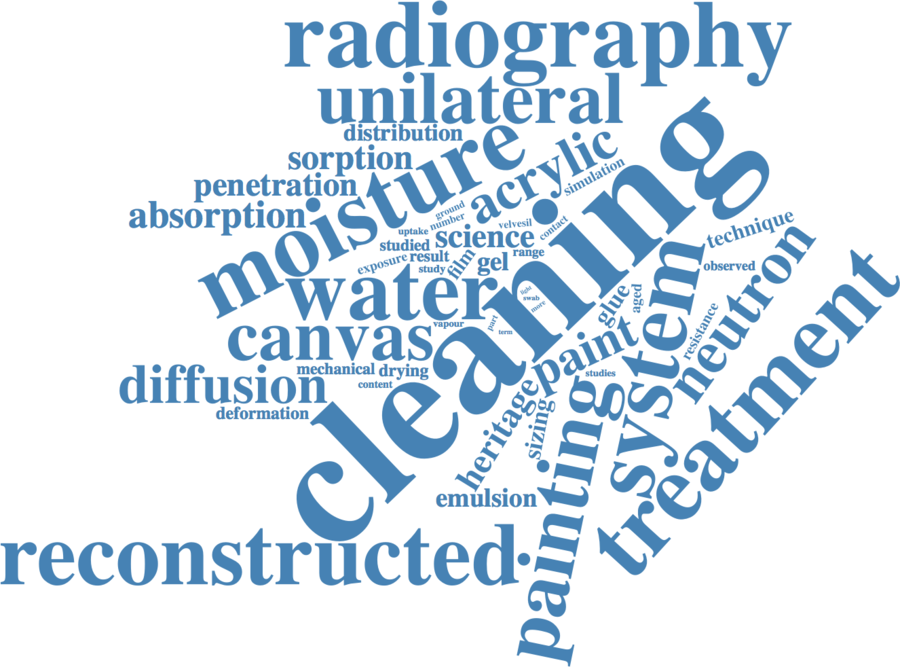 radiography
unilateral
distribution
moisture
acrylic
sorption
simulation
penetration
absorption
cleaning
ground
number
velvesil
contact
uptake
science
studied
technique
exposure
result
film
gel
range
study
observed
water
system
neutron
treatment
light
swab
more
glue
aged
vapour
part
term
canvas
paint
resistance
mechanical
drying
content
studies
diffusion
deformation
heritage
sizing
painting
emulsion
reconstructed